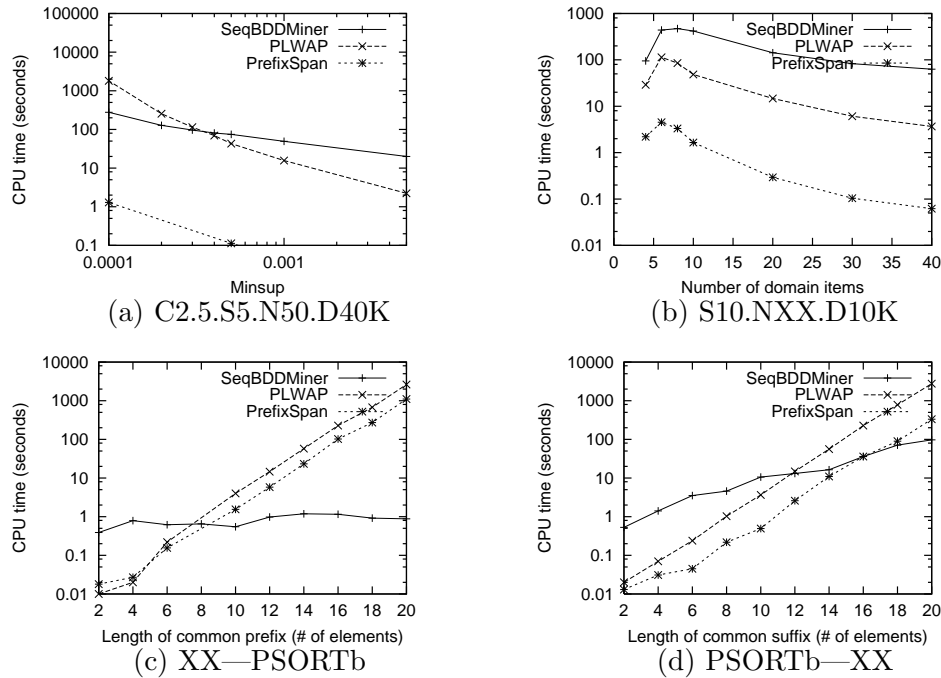 100000
10000
1000
100
10
1
0.1
CPU time (seconds)
SeqBDDMiner
PLWAP
PrefixSpan
0.0001
0.001
Minsup
(a) C2.5.S5.N50.D40K
1000
100
10
1
0.1
0.01
CPU time (seconds)
SeqBDDMiner
PLWAP
PrefixSpan
0 5 10 15 20 25 30 35 40
Number of domain items
(b) S10.NXX.D10K
10000
1000
100
10
1
0.1
0.01
CPU time (seconds)
SeqBDDMiner
PLWAP
PrefixSpan
2 4 6 8 10 12 14 16 18 20
Length of common prefix (# of elements)
(c) XX—PSORTb
10000
1000
100
10
1
0.1
0.01
CPU time (seconds)
SeqBDDMiner
PLWAP
PrefixSpan
2 4 6 8 10 12 14 16 18 20
Length of common suffix (# of elements)
(d) PSORTb—XX